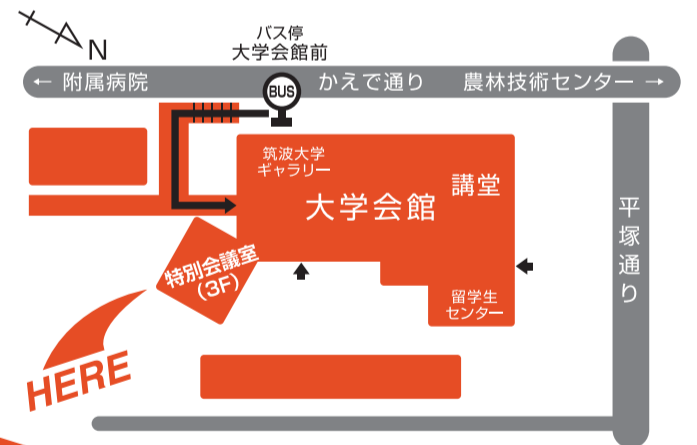 N
バス停
大学会館前
← 附属病院
BUS
かえで通り
農林技術センター →
筑波大学
ギャラリー
講堂
大学会館
平塚通り
特別会議室
(3F)
留学生
センター
HERE